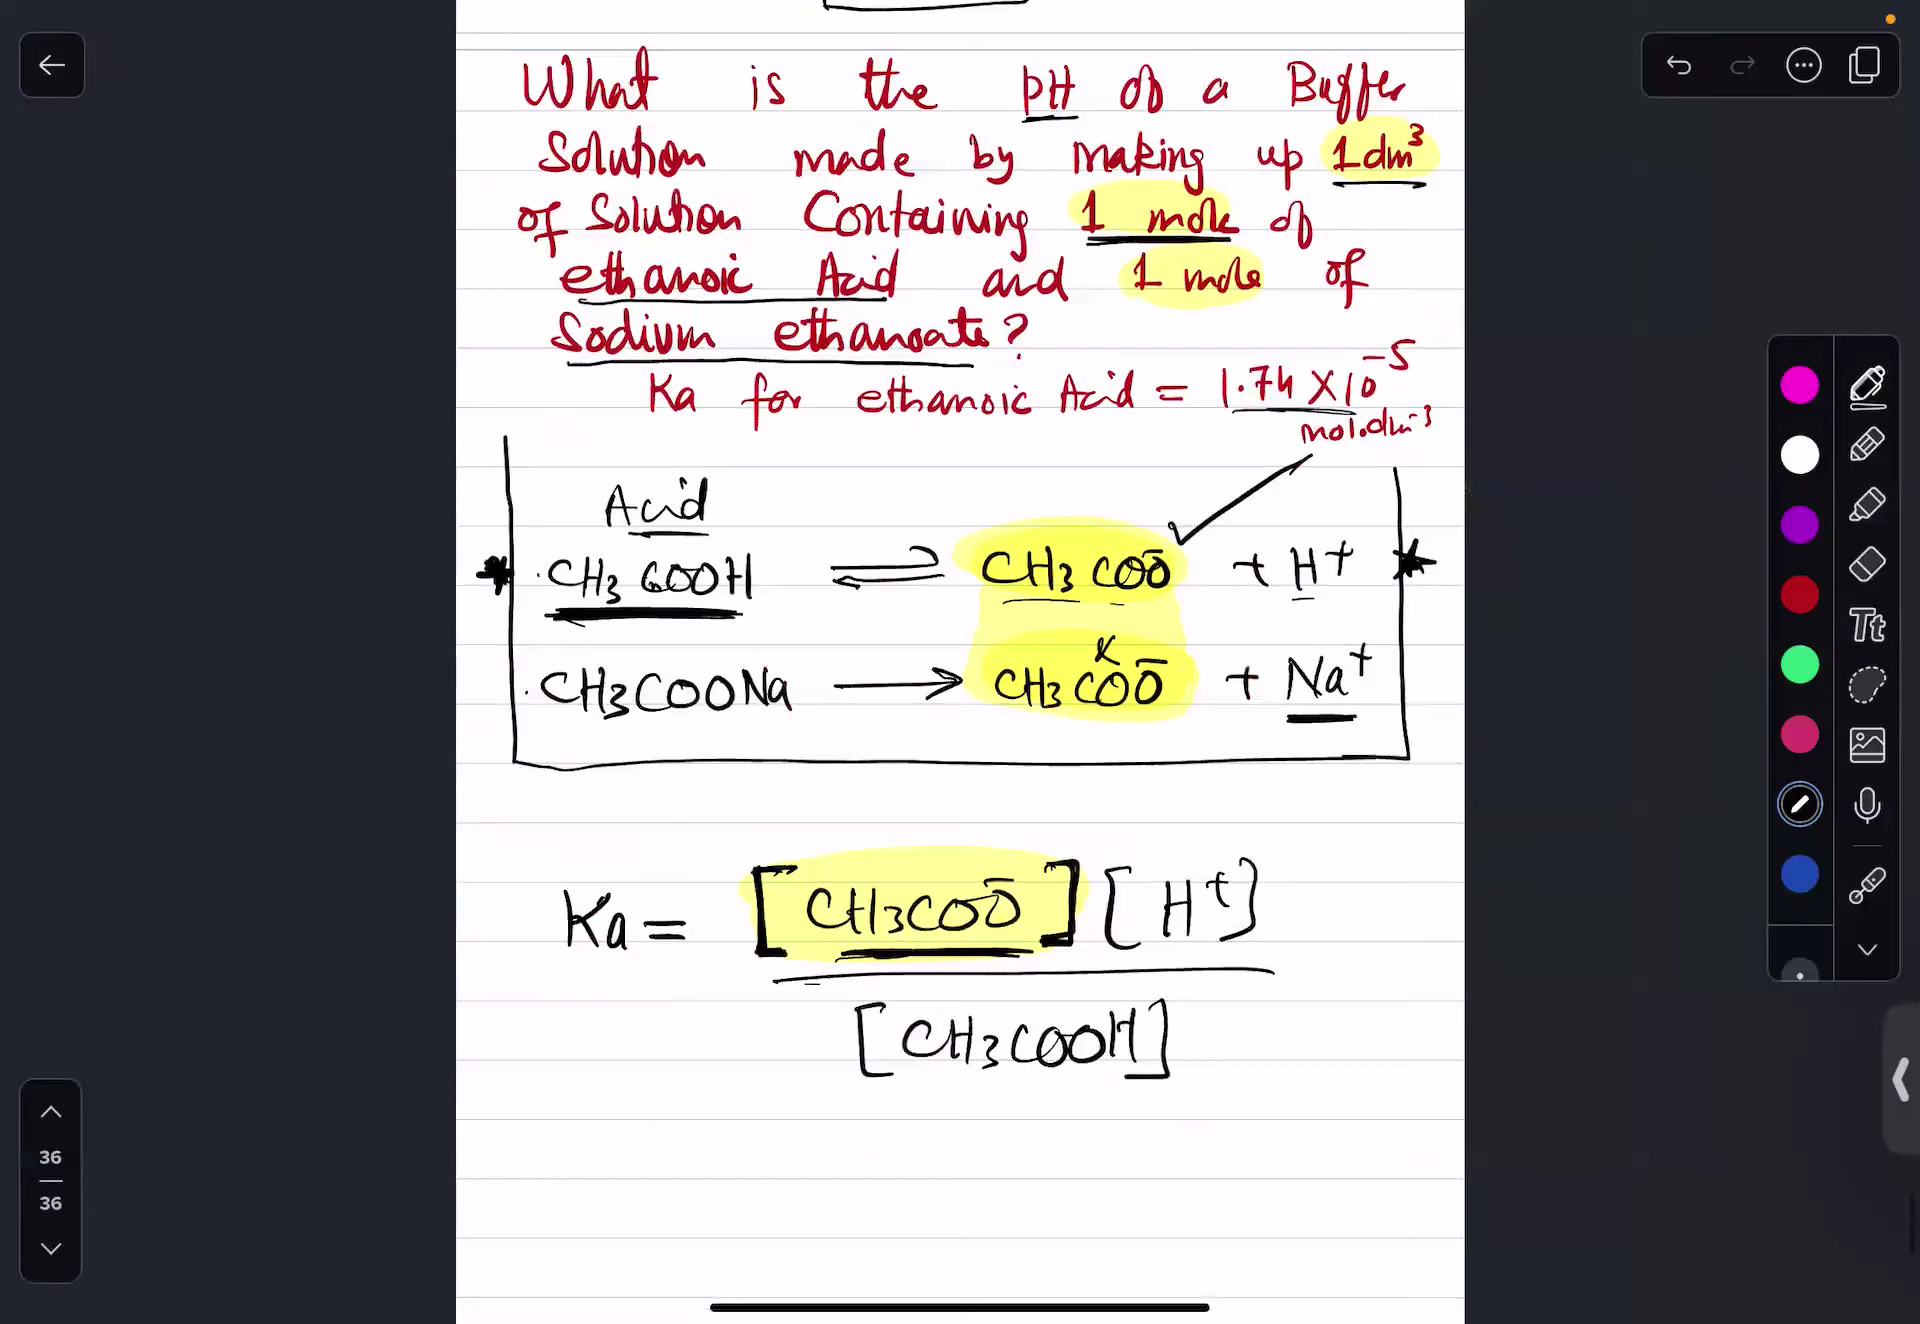 What is the pH of a Buffer
Solution made by making up 1dm³
of Solution Containing 1 mole of
ethanoic Acid and 1 mole of
Sodium ethanoate?
Ka for ethanoic Acid = 1.74 X10⁻⁵
mol.dm⁻³
Acid
CH₃COOH ⇌ CH₃COO⁻ + H⁺
CH₃COONa → CH₃COO⁻ + Na⁺
Ka = [CH₃COO⁻][H⁺]
[CH₃COOH]
Tt
36
36